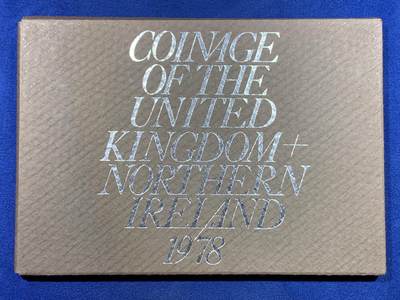 COINAGE
OF THE
UNITED
KINGDOM+
NORTHERN
IRELAND
1978